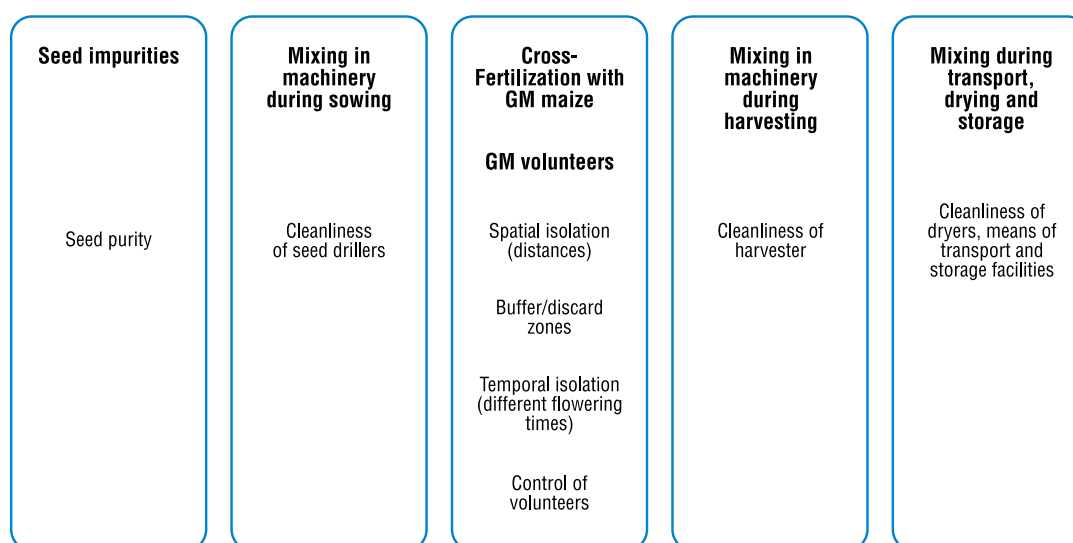 Seed impurities
Seed purity
Mixing in
machinery
during sowing
Cleanliness
of seed drillers
Cross-
Fertilization with
GM maize
GM volunteers
Spatial isolation
(distances)
Buffer/discard
zones
Temporal isolation
(different flowering
times)
Control of
volunteers
Mixing in
machinery
during
harvesting
Cleanliness of
harvester
Mixing during
transport,
drying and
storage
Cleanliness of
dryers, means of
transport and
storage facilities